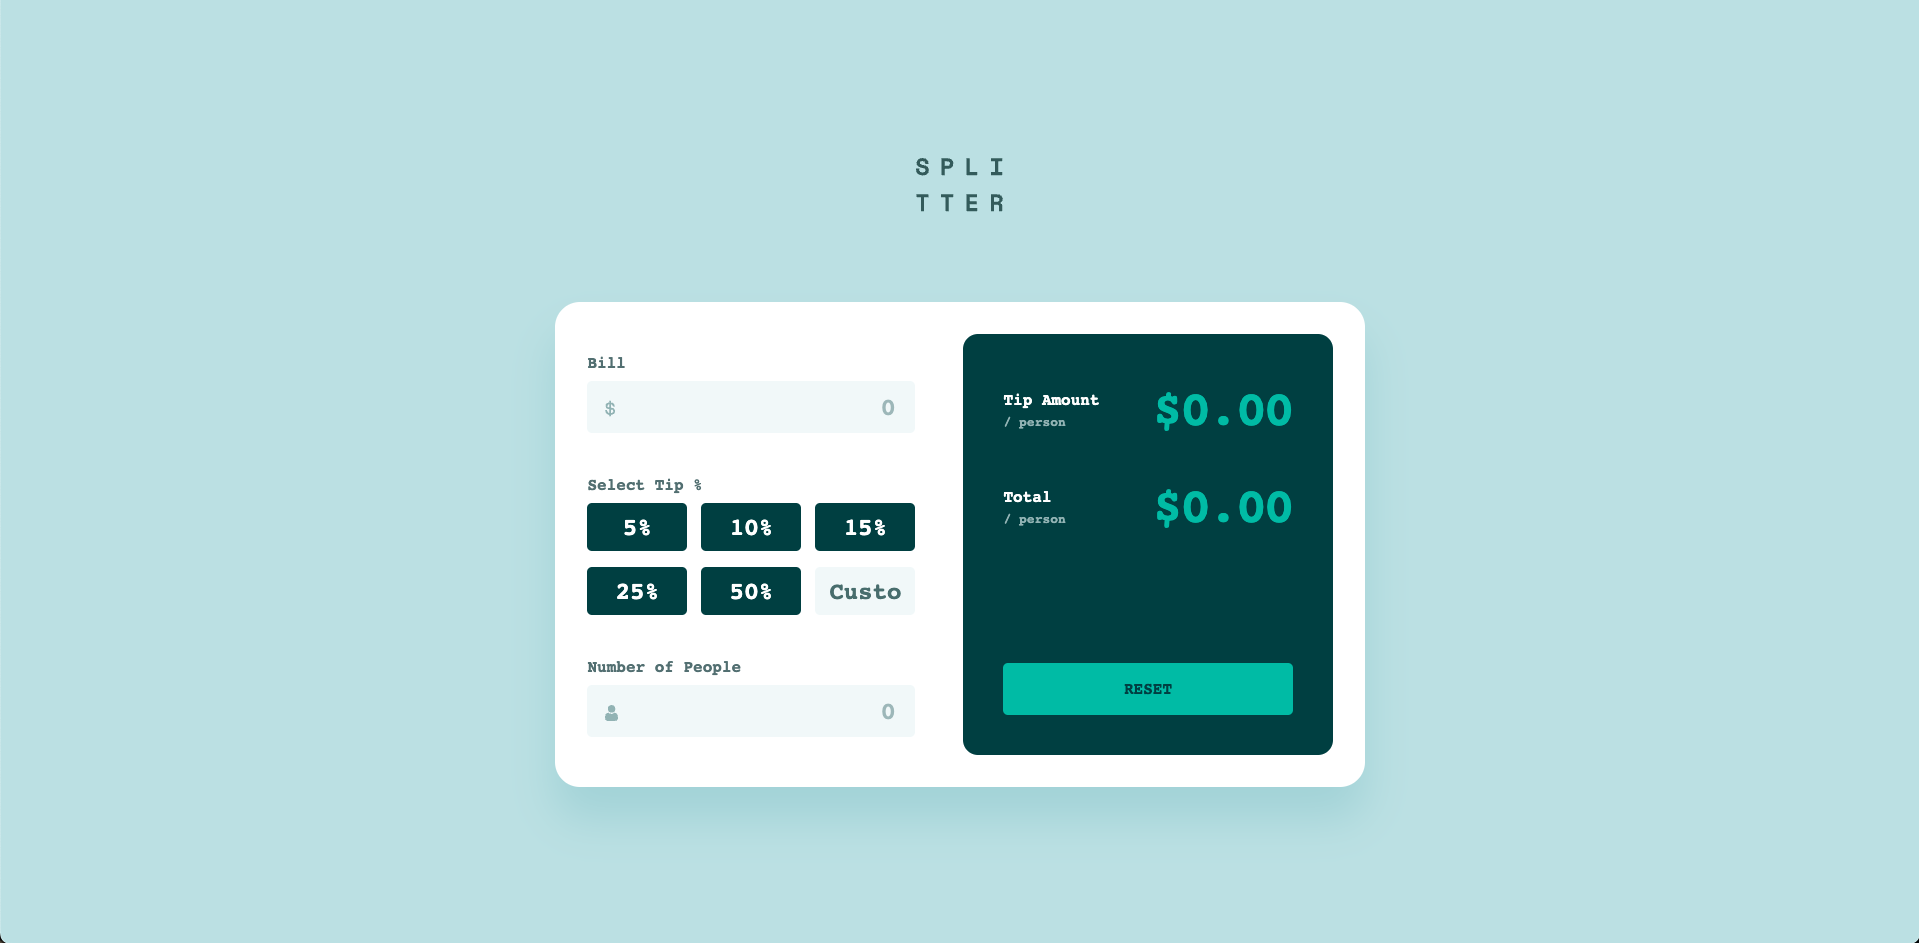 SPLI
TTER
Bill
$ 0
Select Tip %
5% 10% 15%
25% 50% Custo
Number of People
0
Tip Amount
/ person
$0.00
Total
/ person
$0.00
RESET